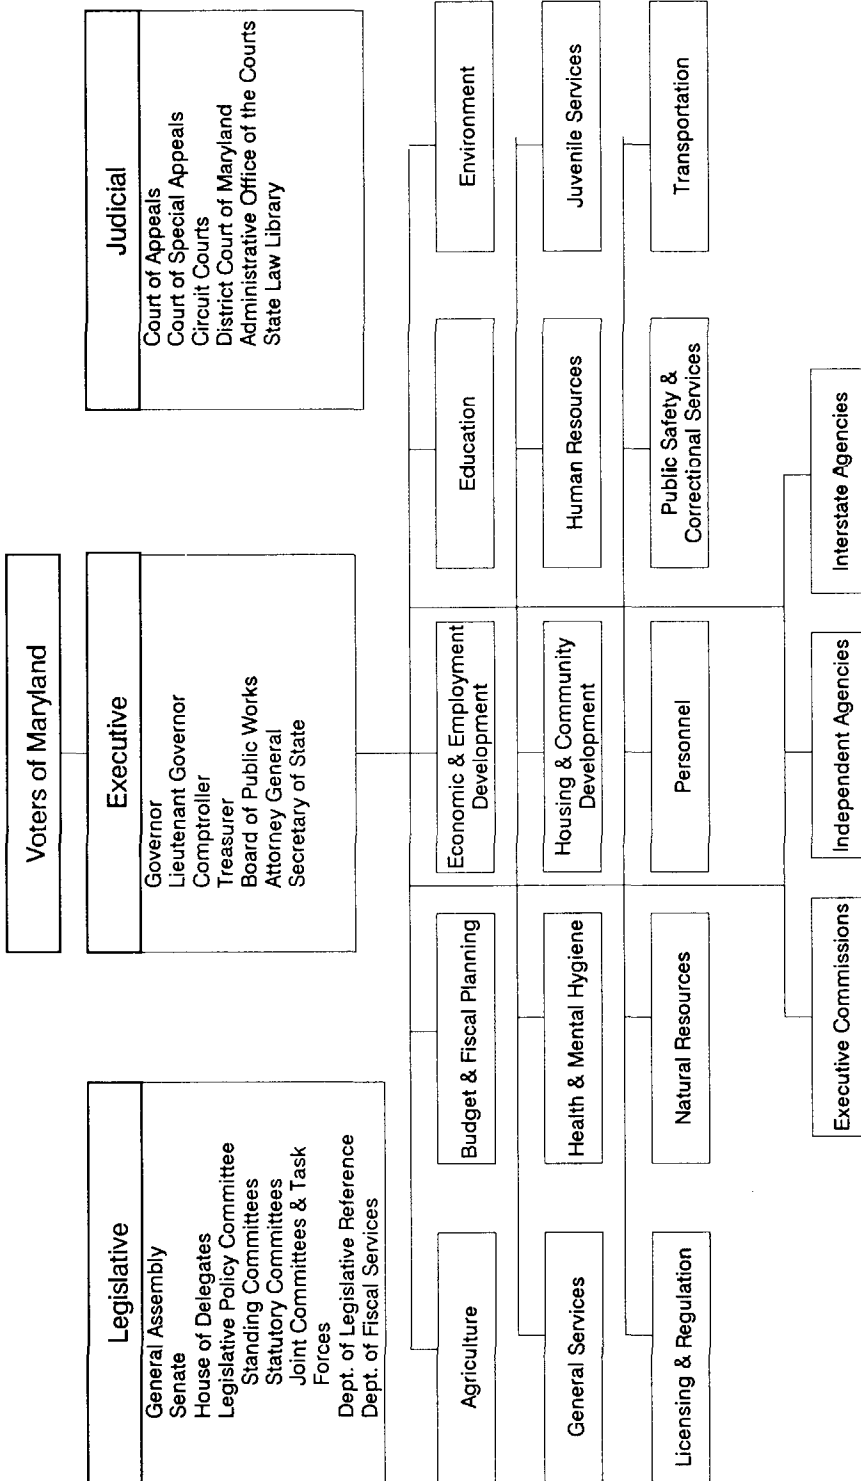 Voters of Maryland
Legislative
General Assembly
Senate
House of Delegates
Legislative Policy Committee
Standing Committees
Statutory Committees
Joint Committees & Task
Forces
Dept. of Legislative Reference
Dept. of Fiscal Services
Executive
Governor
Lieutenant Governor
Comptroller
Treasurer
Board of Public Works
Attorney General
Secretary of State
Judicial
Court of Appeals
Court of Special Appeals
Circuit Courts
District Court of Maryland
Administrative Office of the Courts
State Law Library
Agriculture
Budget & Fiscal Planning
Economic & Employment
Development
Education
Environment
General Services
Health & Mental Hygiene
Housing & Community
Development
Human Resources
Juvenile Services
Licensing & Regulation
Natural Resources
Personnel
Public Safety &
Correctional Services
Transportation
Executive Commissions
Independent Agencies
Interstate Agencies